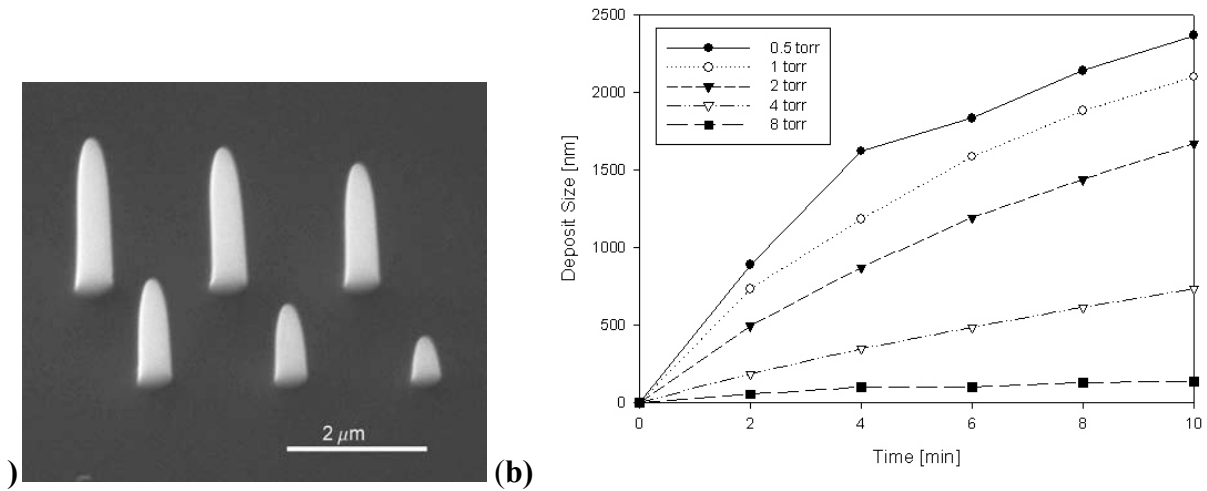 )
2 μm
(b)
2500
2000
1500
1000
500
0
0 2 4 6 8 10
Deposit Size [nm]
Time [min]
0.5 torr
1 torr
2 torr
4 torr
8 torr